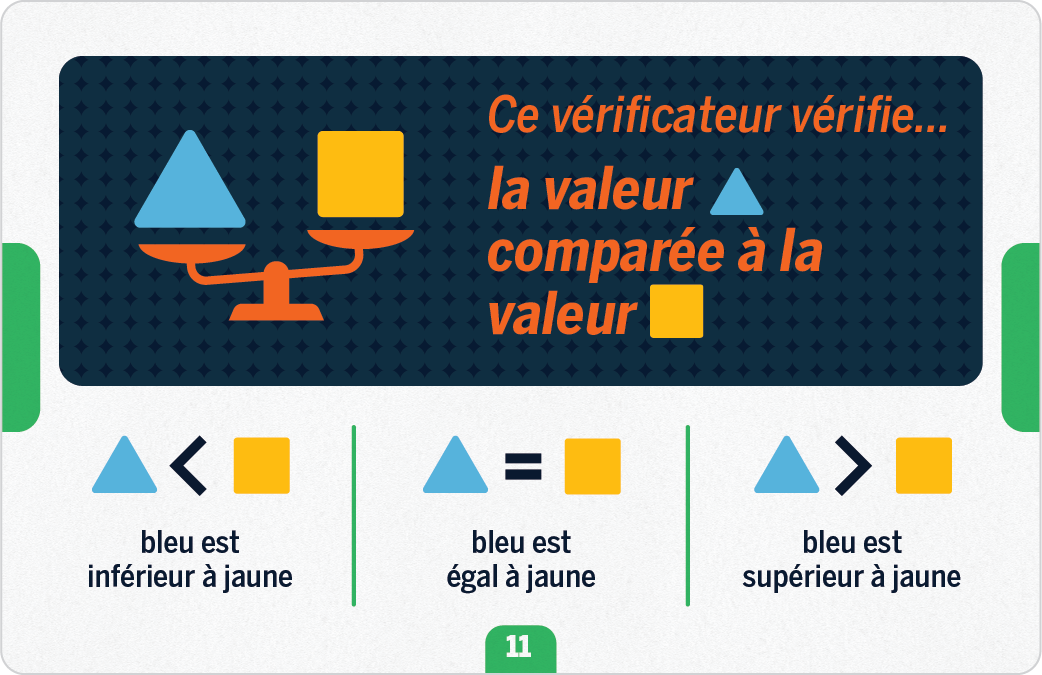 Ce vérificateur vérifie...
la valeur
comparée à la
valeur
<
bleu est
inférieur à jaune
=
bleu est
égal à jaune
>
bleu est
supérieur à jaune
11